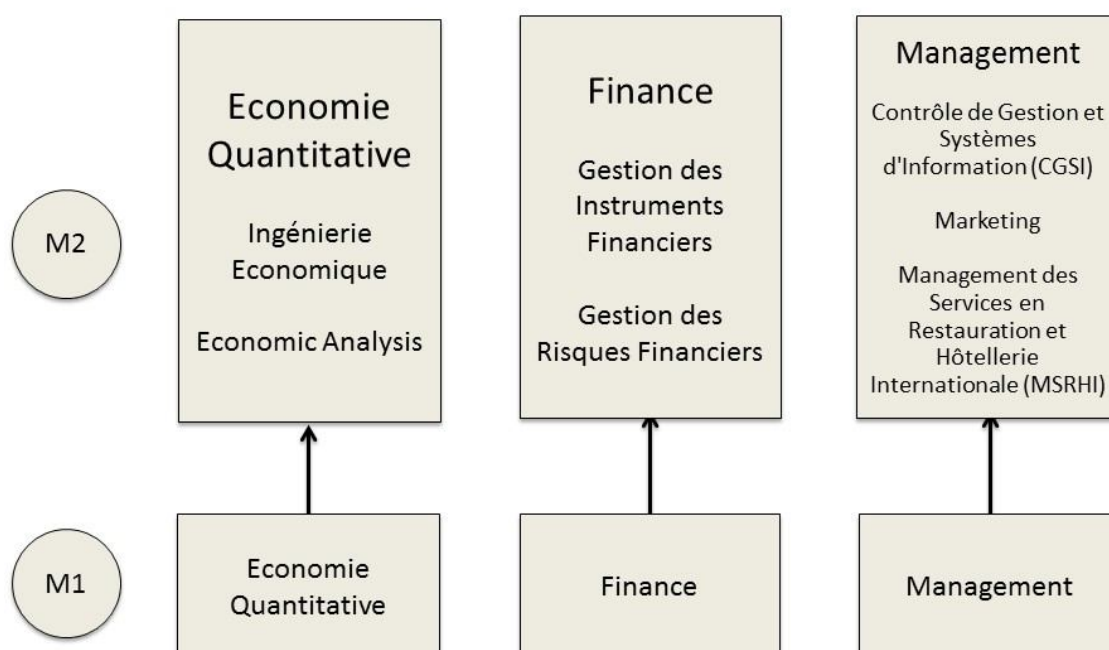 M2
Economie
Quantitative
Ingénierie
Economique
Economic Analysis
Finance
Gestion des
Instruments
Financiers
Gestion des
Risques Financiers
Management
Contrôle de Gestion et
Systèmes
d'Information (CGSI)
Marketing
Management des
Services en
Restauration et
Hôtellerie
Internationale (MSRHI)
M1
Economie
Quantitative
Finance
Management